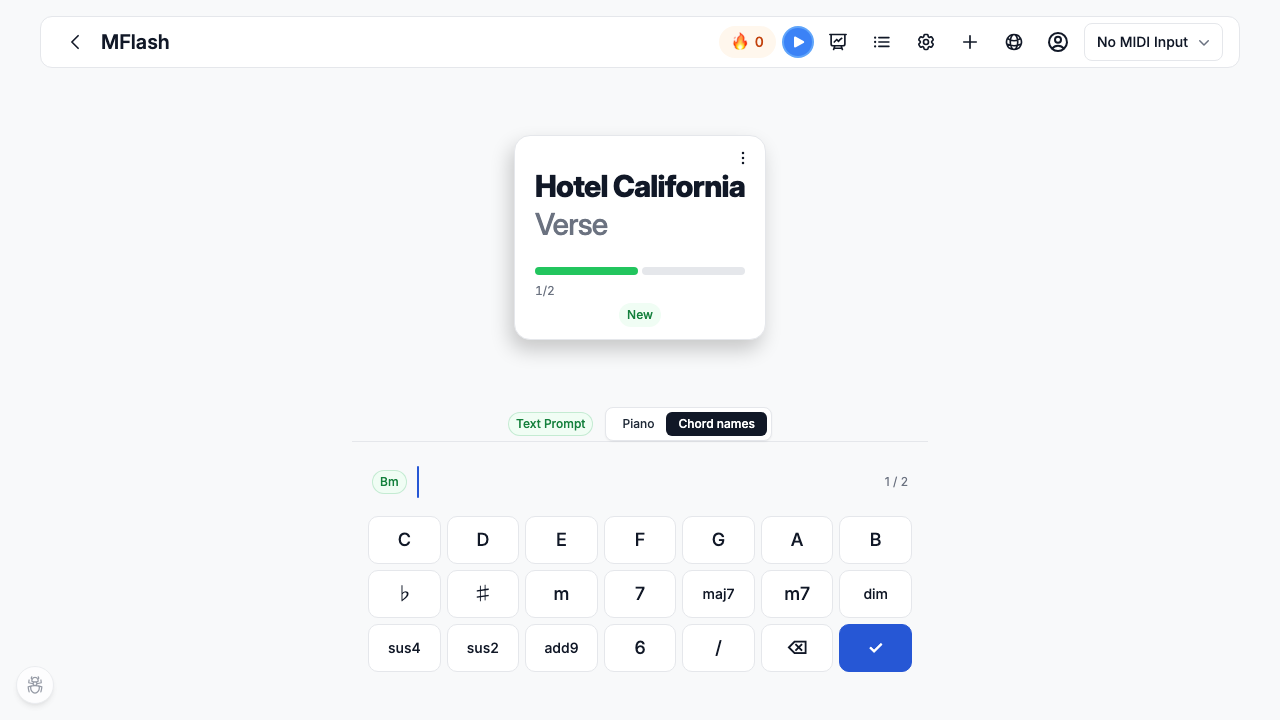 MFlash
🔥 0
No MIDI Input
Hotel California
Verse
1/2
New
Text Prompt
Piano
Chord names
Bm
1 / 2
C D E F G A B
♭ ♯ m 7 maj7 m7 dim
sus4 sus2 add9 6 /